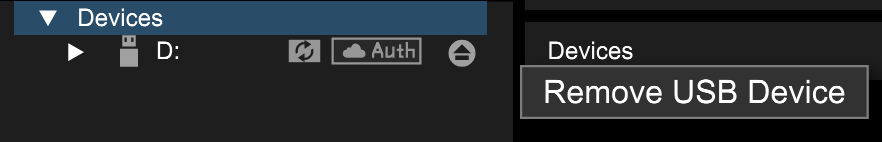 Devices
D:
Auth
Devices
Remove USB Device